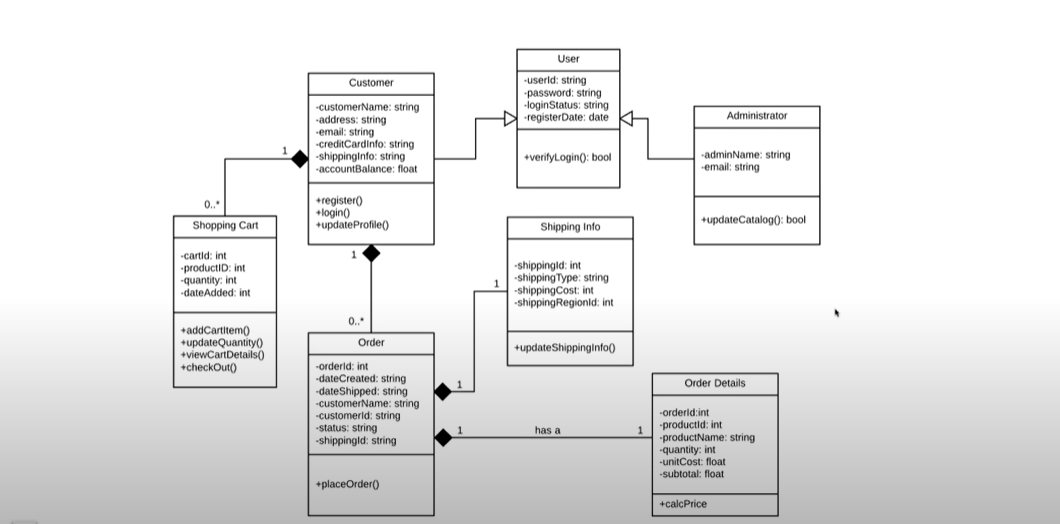 User
-userId: string
-password: string
-loginStatus: string
-registerDate: date
+verifyLogin(): bool
Customer
-customerName: string
-address: string
-email: string
-creditCardInfo: string
-shippingInfo: string
-accountBalance: float
+register()
+login()
+updateProfile()
Administrator
-adminName: string
-email: string
+updateCatalog(): bool
1
0..*
Shopping Cart
-cartId: int
-productID: int
-quantity: int
-dateAdded: int
+addCartItem()
+updateQuantity()
+viewCartDetails()
+checkOut()
1
0..*
Shipping Info
-shippingId: int
-shippingType: string
-shippingCost: int
-shippingRegionId: int
+updateShippingInfo()
1
Order
-orderId: int
-dateCreated: string
-dateShipped: string
-customerName: string
-customerId: string
-status: string
-shippingId: string
+placeOrder()
1
1
has a
1
Order Details
-orderId:int
-productId: int
-productName: string
-quantity: int
-unitCost: float
-subtotal: float
+calcPrice